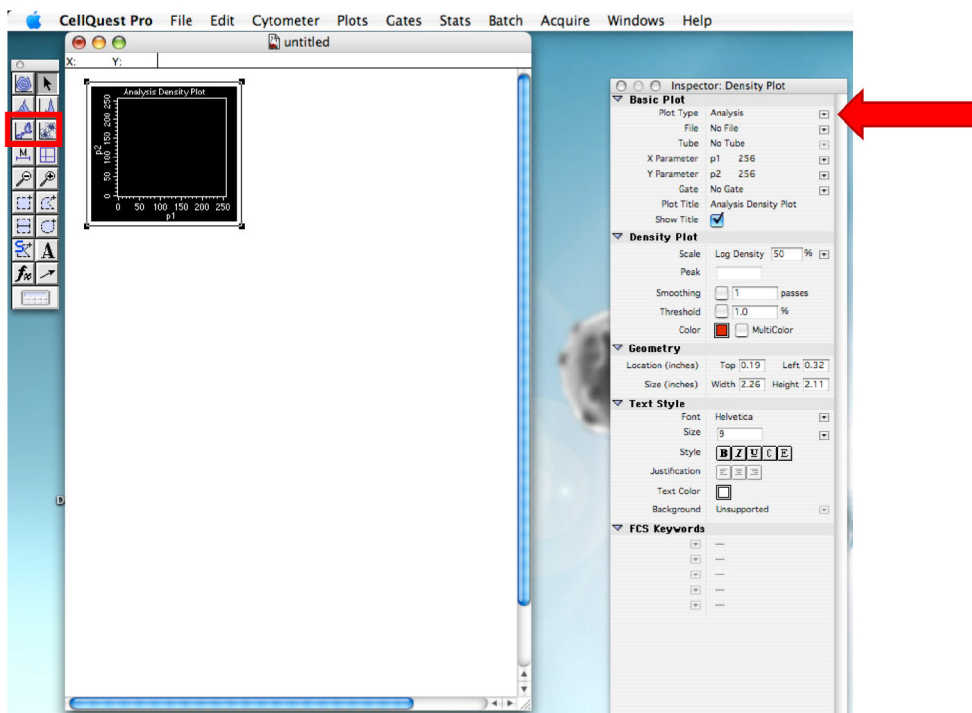 CellQuest Pro File Edit Cytometer Plots Gates Stats Batch Acquire Windows Help
untitled
X: Y:
Analysis Density Plot
p2
250
200
150
100
50
0
0 50 100 150 200 250
p1
M
A
fx
D
Inspector: Density Plot
Basic Plot
Plot Type Analysis
File No File
Tube No Tube
X Parameter p1 256
Y Parameter p2 256
Gate No Gate
Plot Title Analysis Density Plot
Show Title
Density Plot
Scale Log Density 50 %
Peak
Smoothing 1 passes
Threshold 1.0 %
Color MultiColor
Geometry
Location (inches) Top 0.19 Left 0.32
Size (inches) Width 2.26 Height 2.11
Text Style
Font Helvetica
Size 9
Style B I U C E
Justification
Text Color
Background Unsupported
FCS Keywords
---
---
---
---
---